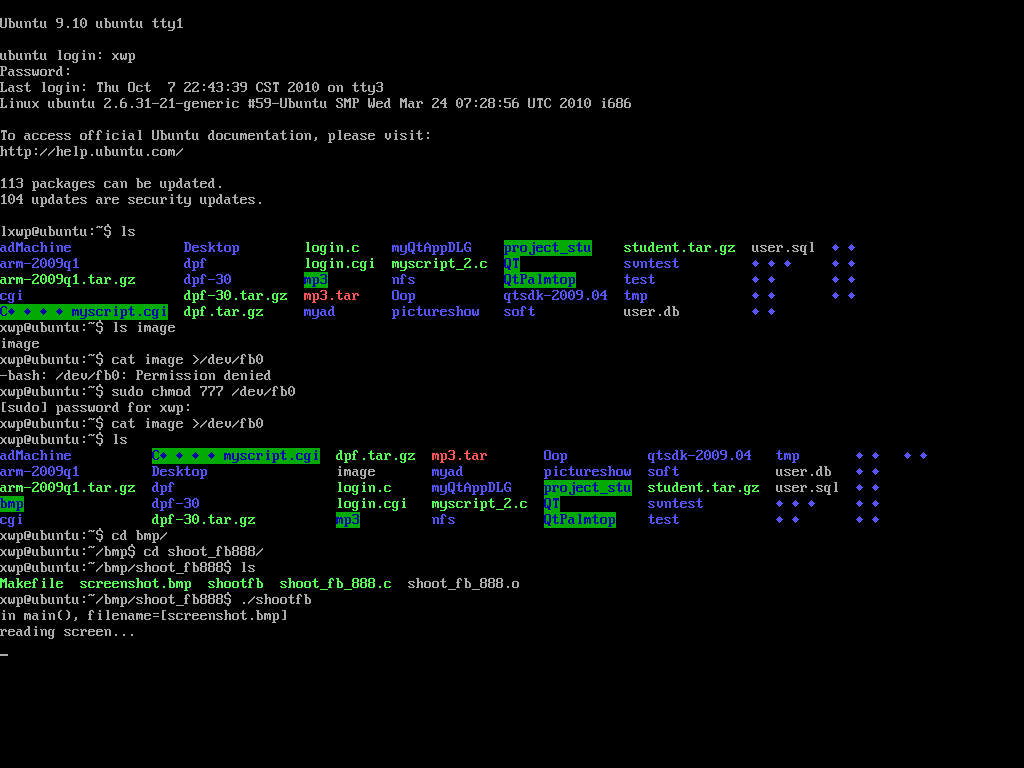 Ubuntu 9.10 ubuntu tty1
ubuntu login: xwp
Password:
Last login: Thu Oct  7 22:43:39 CST 2010 on tty3
Linux ubuntu 2.6.31-21-generic #59-Ubuntu SMP Wed Mar 24 07:28:56 UTC 2010 i686
To access official Ubuntu documentation, please visit:
http://help.ubuntu.com/
113 packages can be updated.
104 updates are security updates.
lxwp@ubuntu:~$ ls
adMachine Desktop login.c myQtAppDLG project_stu student.tar.gz user.sql ♦ ♦
arm-2009q1 dpf login.cgi myscript_2.c QT svntest ♦ ♦ ♦ ♦ ♦
arm-2009q1.tar.gz dpf-30 mp3 nfs QtPalmtop test ♦ ♦ ♦ ♦
cgi dpf-30.tar.gz mp3.tar Oop qtsdk-2009.04 tmp ♦ ♦ ♦ ♦
C♦ ♦ ♦ ♦ myscript.cgi dpf.tar.gz myad pictureshow soft user.db ♦ ♦
xwp@ubuntu:~$ ls image
image
xwp@ubuntu:~$ cat image >/dev/fb0
-bash: /dev/fb0: Permission denied
xwp@ubuntu:~$ sudo chmod 777 /dev/fb0
[sudo] password for xwp:
xwp@ubuntu:~$ cat image >/dev/fb0
xwp@ubuntu:~$ ls
adMachine C♦ ♦ ♦ ♦ myscript.cgi dpf.tar.gz mp3.tar Oop qtsdk-2009.04 tmp ♦ ♦ ♦ ♦
arm-2009q1 Desktop image myad pictureshow soft user.db ♦ ♦
arm-2009q1.tar.gz dpf login.c myQtAppDLG project_stu student.tar.gz user.sql ♦ ♦
bmp dpf-30 login.cgi myscript_2.c QT svntest ♦ ♦ ♦ ♦ ♦
cgi dpf-30.tar.gz mp3 nfs QtPalmtop test ♦ ♦ ♦ ♦
xwp@ubuntu:~$ cd bmp/
xwp@ubuntu:~/bmp$ cd shoot_fb888/
xwp@ubuntu:~/bmp/shoot_fb888$ ls
Makefile screenshot.bmp shootfb shoot_fb_888.c shoot_fb_888.o
xwp@ubuntu:~/bmp/shoot_fb888$ ./shootfb
in main(), filename=[screenshot.bmp]
reading screen...
_